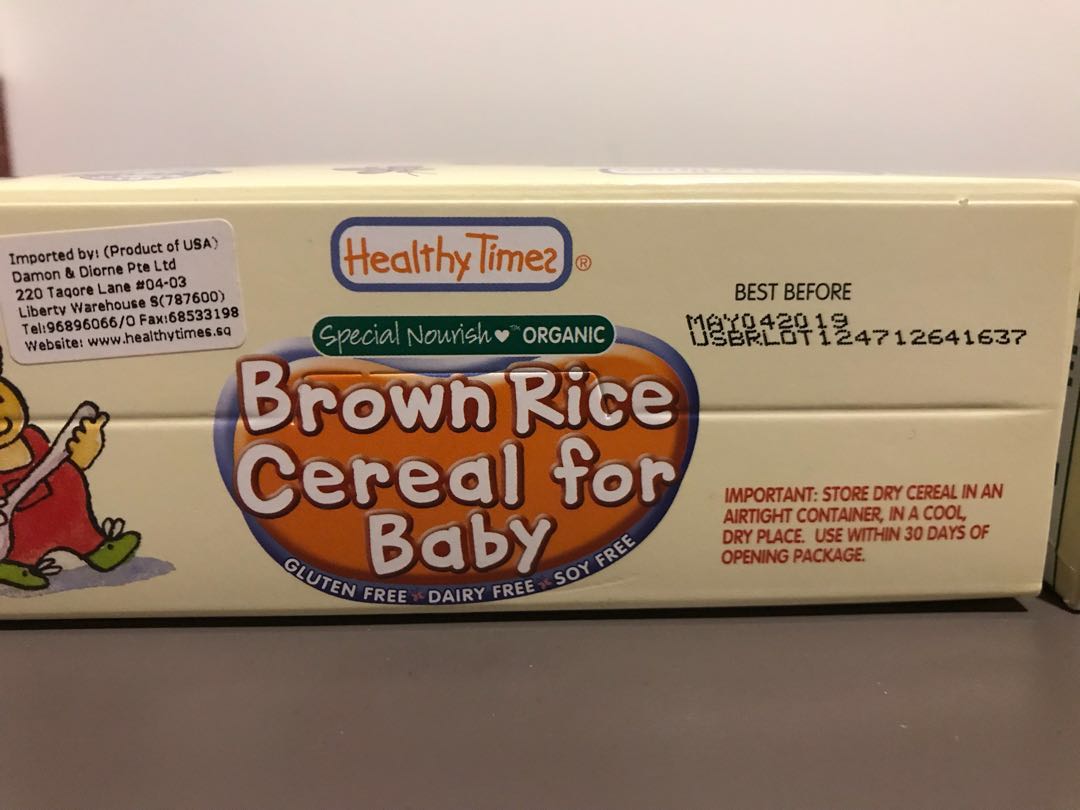 Imported by: (Product of USA)
Damon & Diorne Pte Ltd
220 Tagore Lane #04-03
Liberty Warehouse S(787600)
Tel:96896066/0 Fax:68533198
Website: www.healthytimes.sg
Healthy Times ®
Special Nourish♥™ ORGANIC
Brown Rice
Cereal for
Baby
GLUTEN FREE DAIRY FREE SOY FREE
BEST BEFORE
MAY042019
USBRLOT124712641637
IMPORTANT: STORE DRY CEREAL IN AN
AIRTIGHT CONTAINER, IN A COOL,
DRY PLACE. USE WITHIN 30 DAYS OF
OPENING PACKAGE.